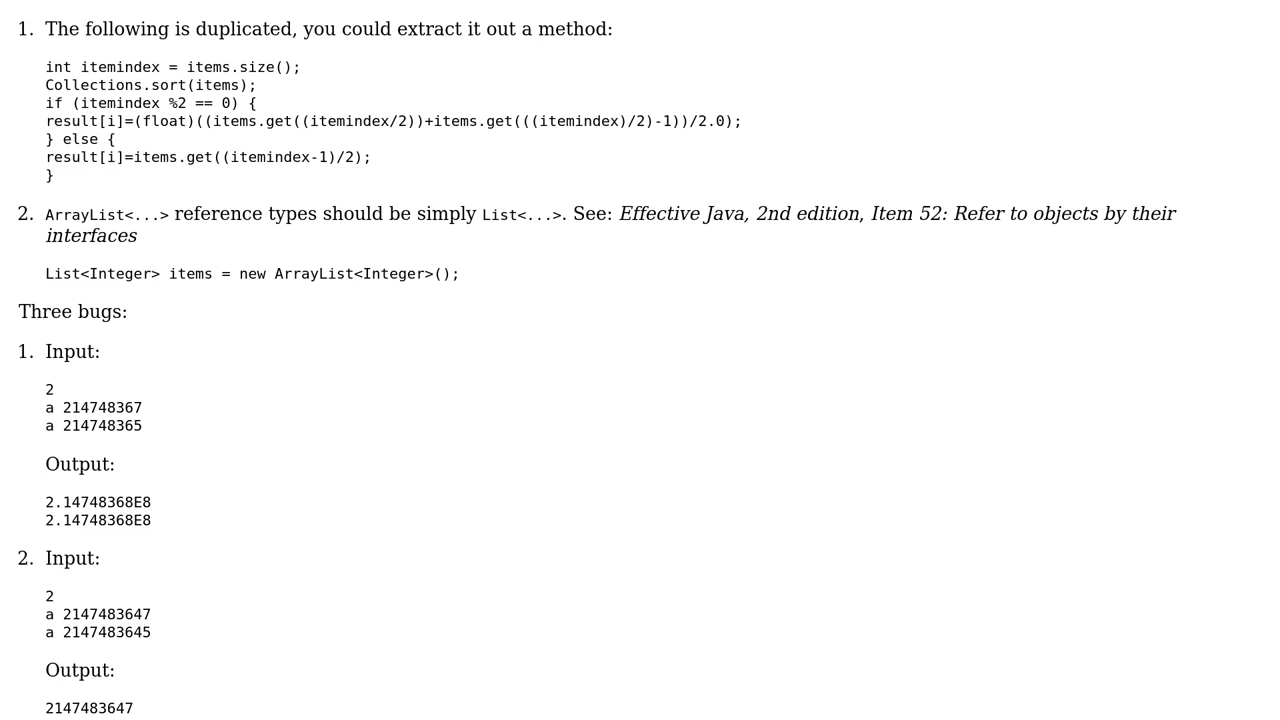 1. The following is duplicated, you could extract it out a method:
int itemindex = items.size();
Collections.sort(items);
if (itemindex %2 == 0) {
result[i]=(float)((items.get((itemindex/2))+items.get(((itemindex)/2)-1))/2.0);
} else {
result[i]=items.get((itemindex-1)/2);
}
2. ArrayList<...> reference types should be simply List<...>. See: Effective Java, 2nd edition, Item 52: Refer to objects by their
interfaces
List<Integer> items = new ArrayList<Integer>();
Three bugs:
1. Input:
2
a 214748367
a 214748365
Output:
2.14748368E8
2.14748368E8
2. Input:
2
a 2147483647
a 2147483645
Output:
2147483647